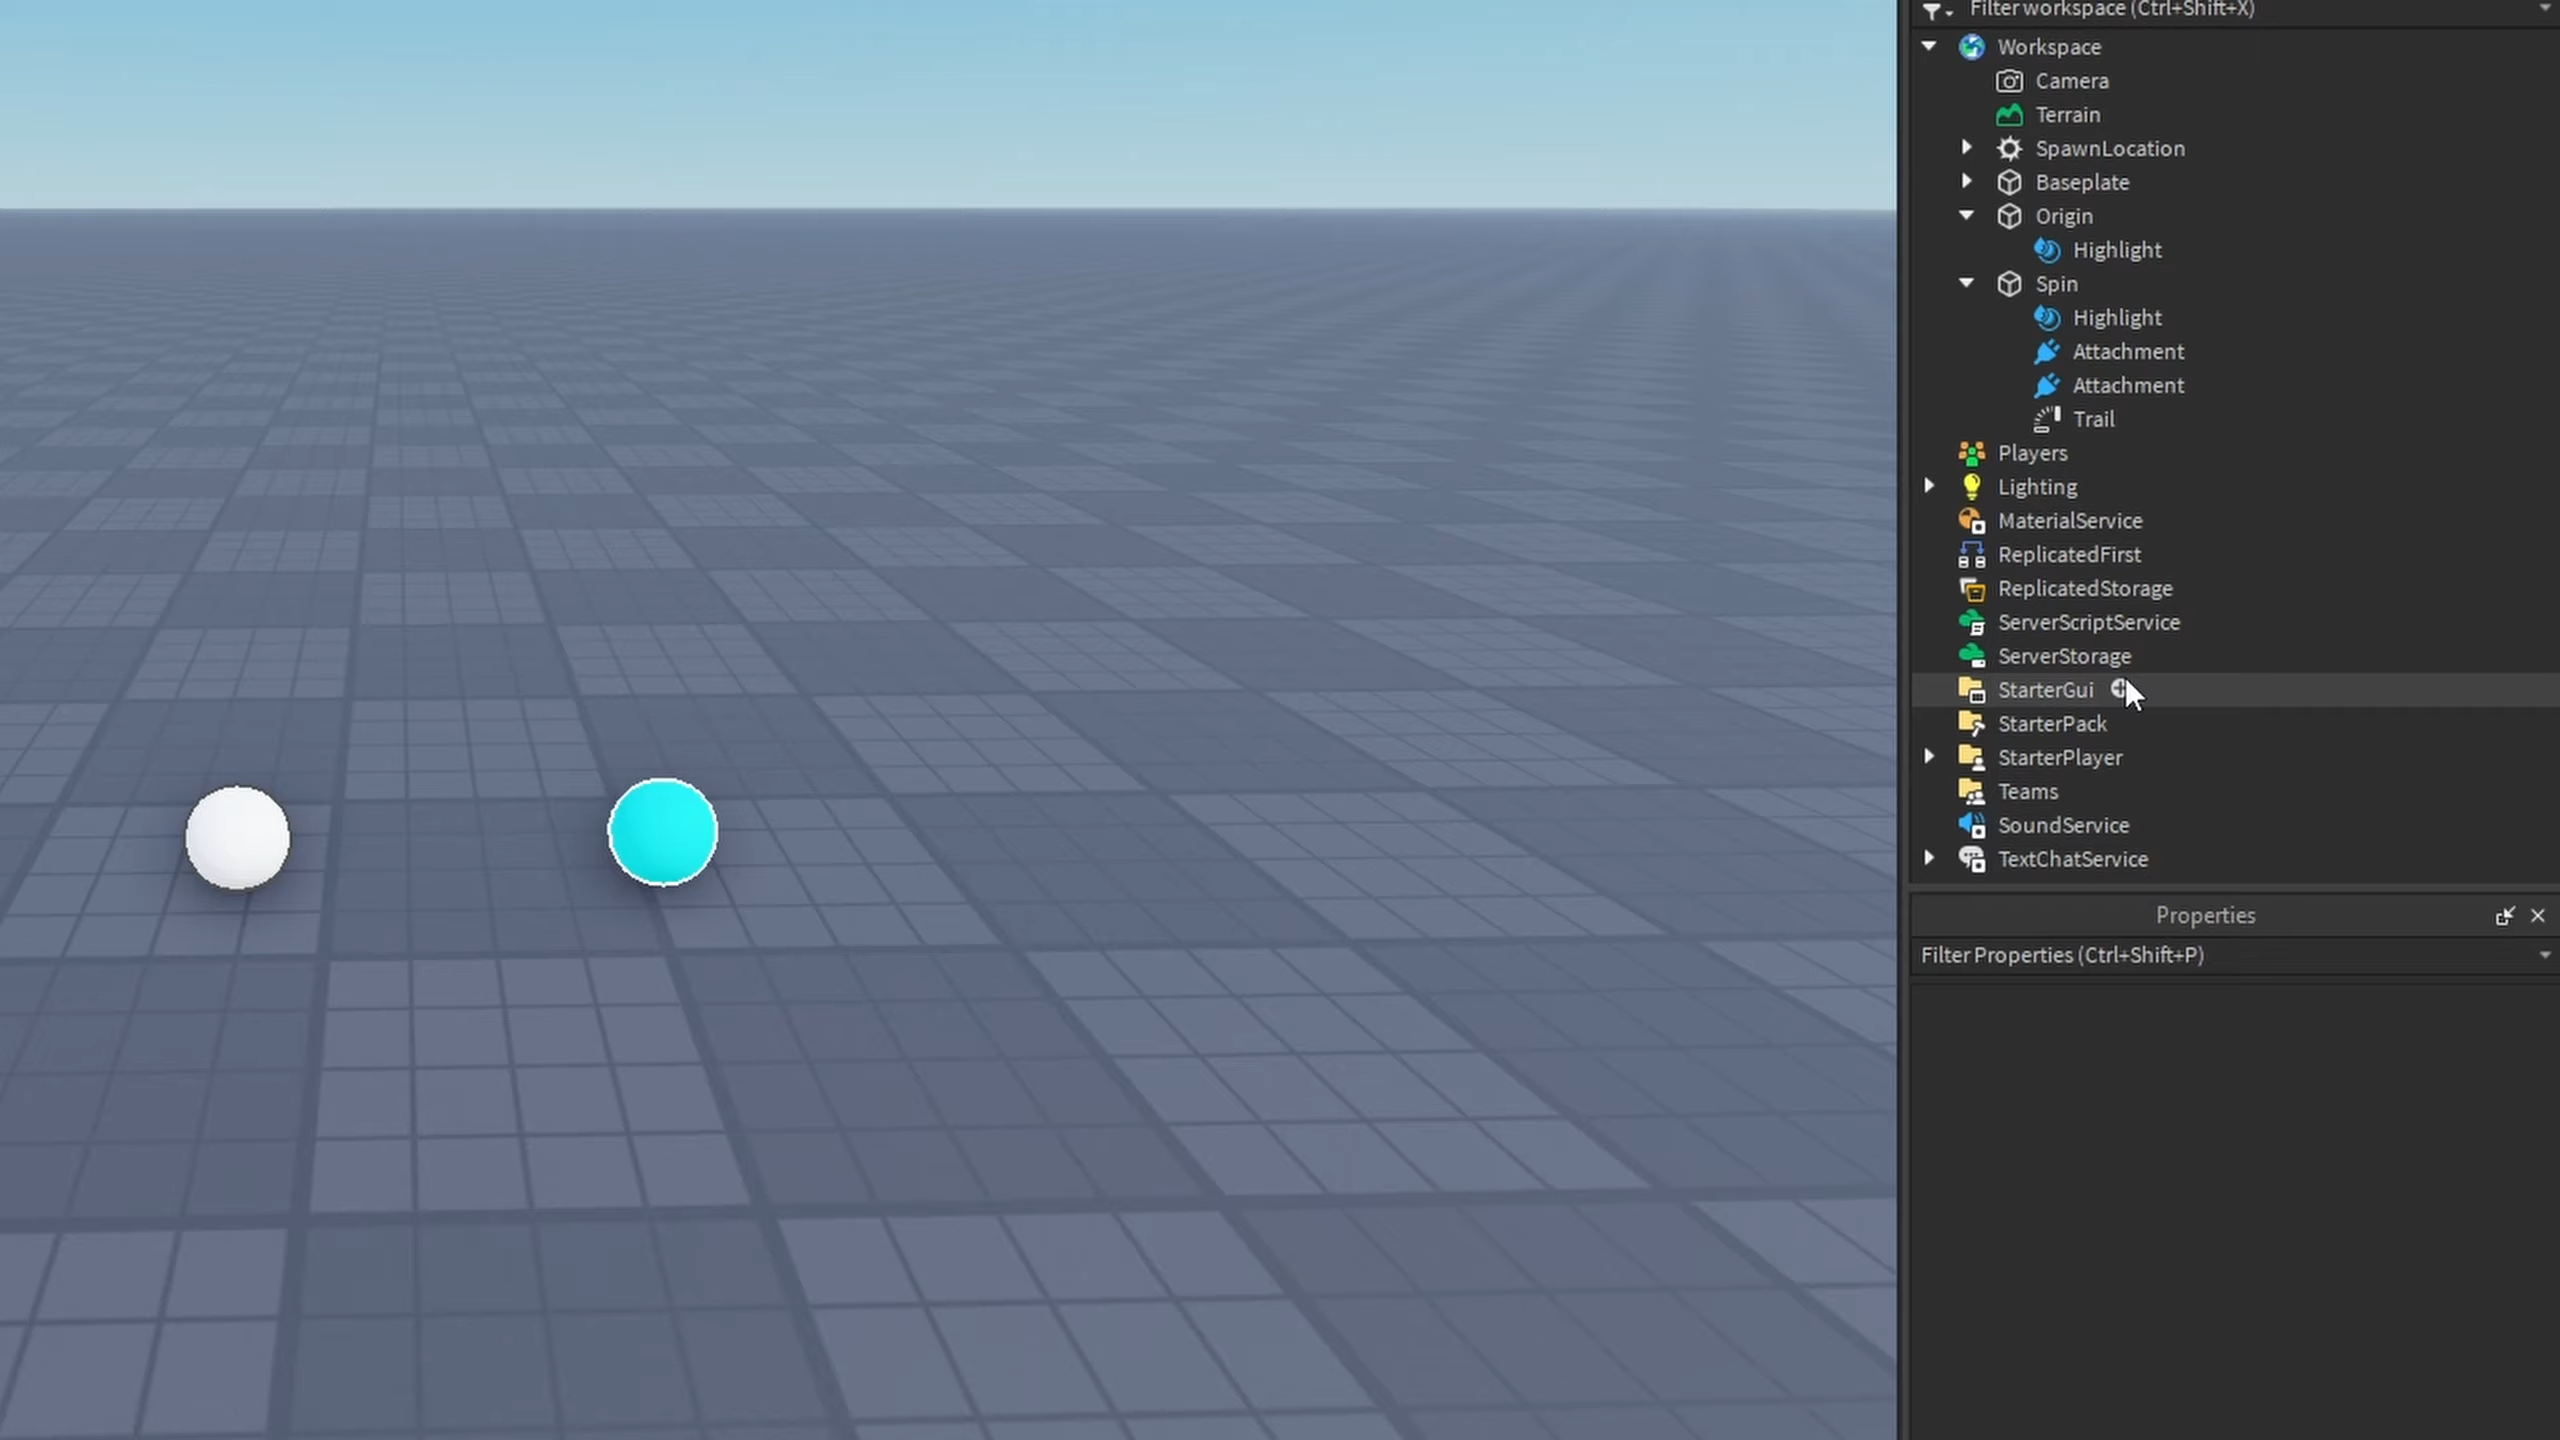 Filter workspace (Ctrl+Shift+X)
Workspace
Camera
Terrain
SpawnLocation
Baseplate
Origin
Highlight
Spin
Highlight
Attachment
Attachment
Trail
Players
Lighting
MaterialService
ReplicatedFirst
ReplicatedStorage
ServerScriptService
ServerStorage
StarterGui
StarterPack
StarterPlayer
Teams
SoundService
TextChatService
Properties
Filter Properties (Ctrl+Shift+P)